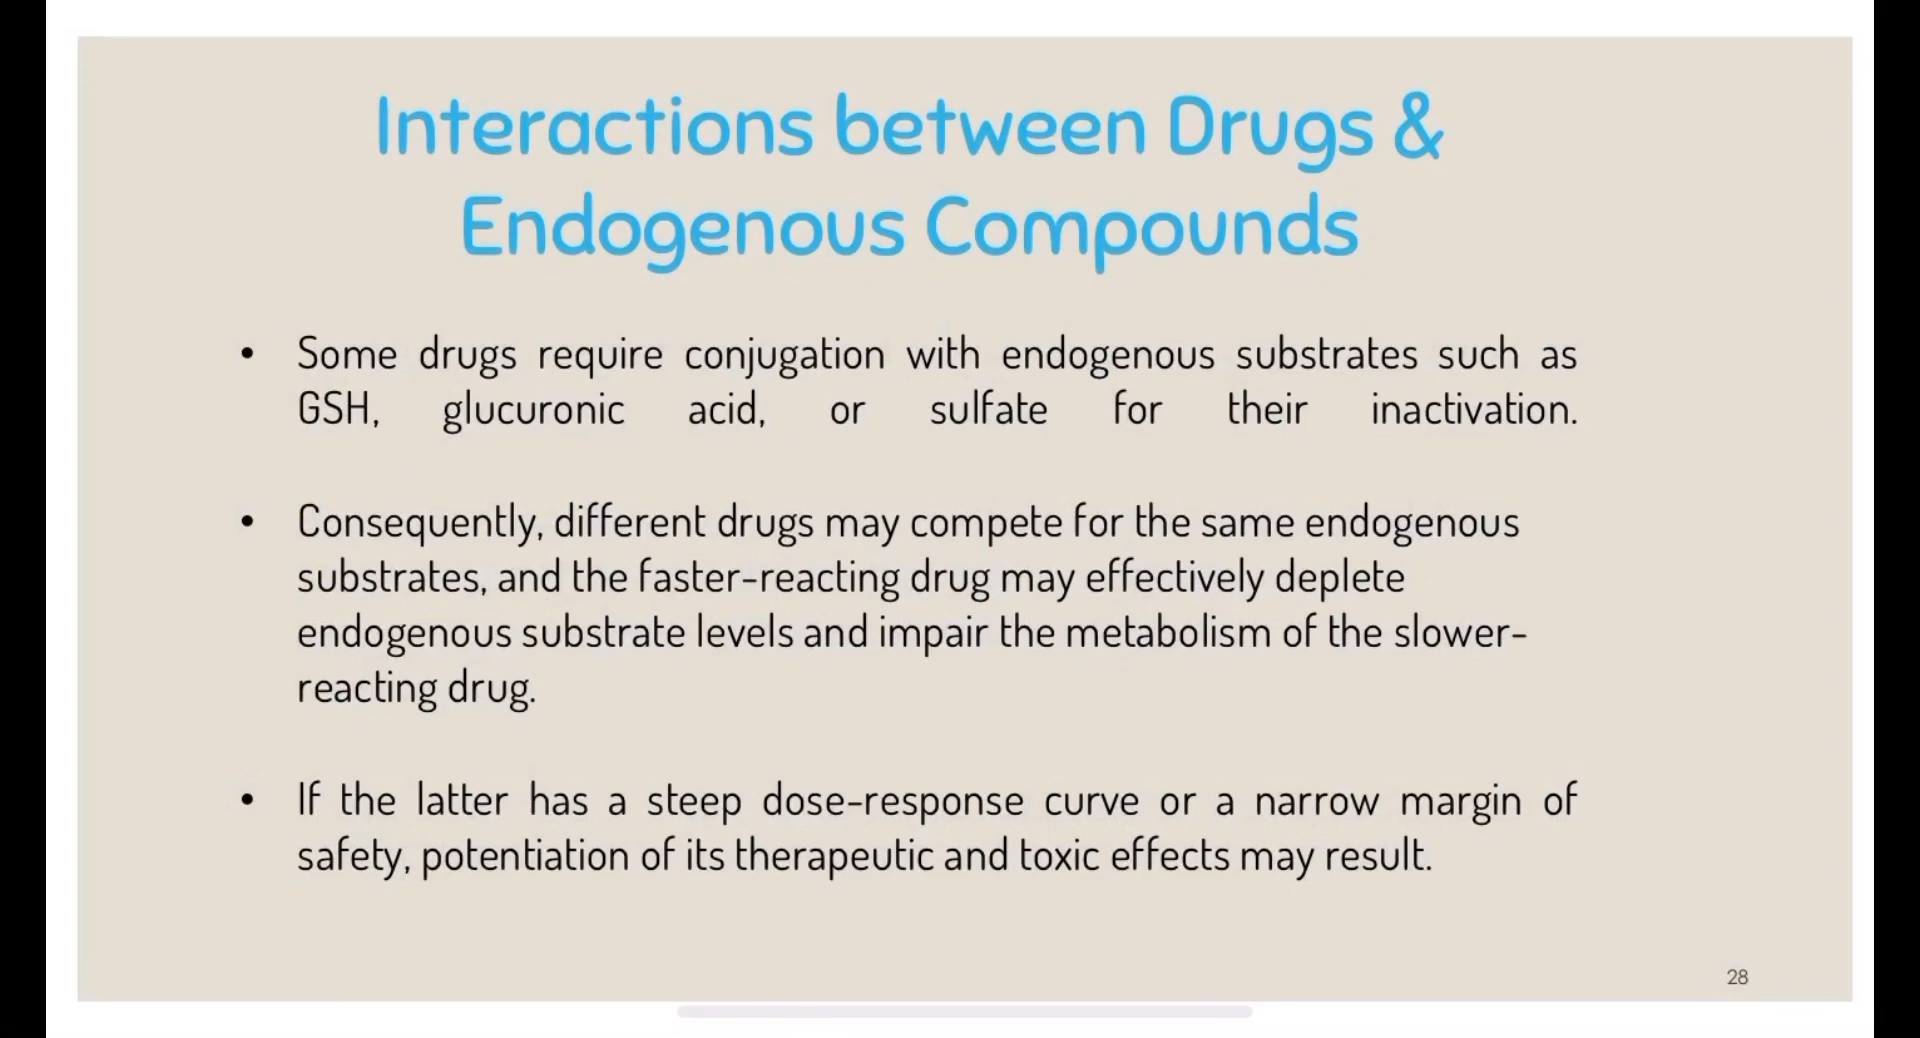 Interactions between Drugs &
Endogenous Compounds
• Some drugs require conjugation with endogenous substrates such as
GSH, glucuronic acid, or sulfate for their inactivation.
• Consequently, different drugs may compete for the same endogenous
substrates, and the faster-reacting drug may effectively deplete
endogenous substrate levels and impair the metabolism of the slower-
reacting drug.
• If the latter has a steep dose-response curve or a narrow margin of
safety, potentiation of its therapeutic and toxic effects may result.
28